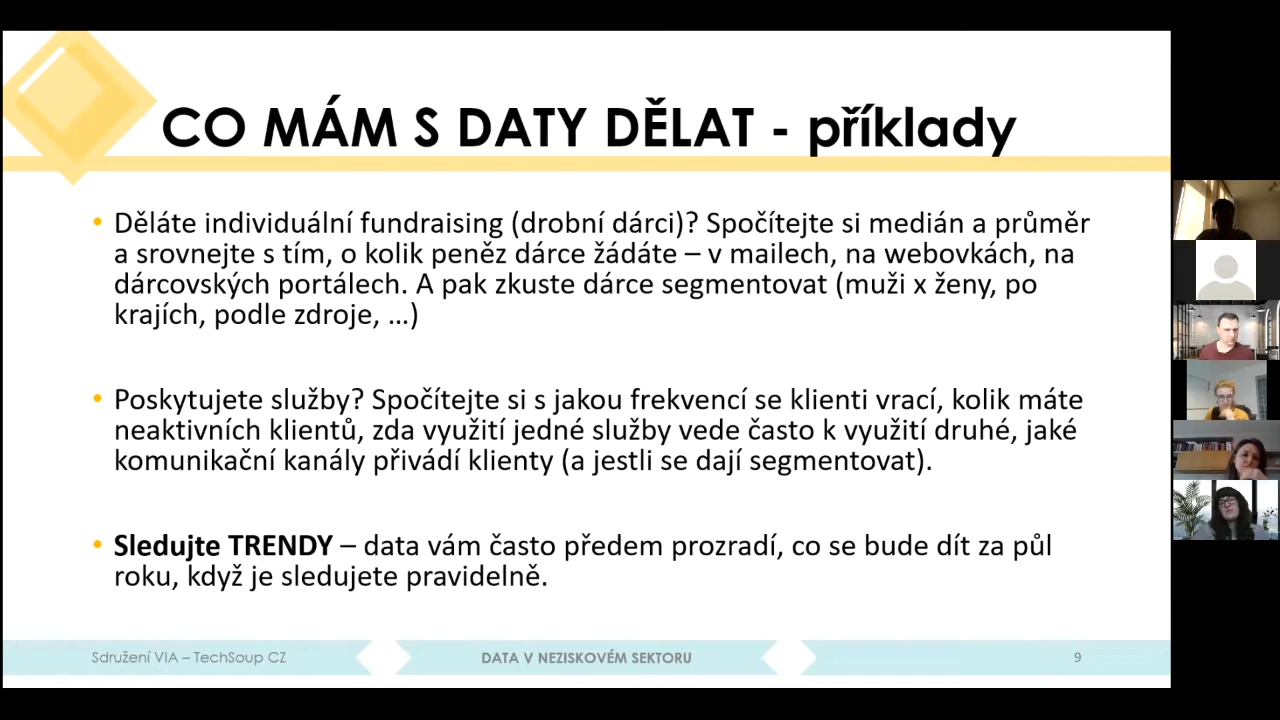 CO MÁM S DATY DĚLAT - příklady
• Děláte individuální fundraising (drobní dárci)? Spočítejte si medián a průměr
a srovnejte s tím, o kolik peněz dárce žádáte – v mailech, na webovkách, na
dárcovských portálech. A pak zkuste dárce segmentovat (muži x ženy, po
krajích, podle zdroje, …)
• Poskytujete služby? Spočítejte si s jakou frekvencí se klienti vrací, kolik máte
neaktivních klientů, zda využití jedné služby vede často k využití druhé, jaké
komunikační kanály přivádí klienty (a jestli se dají segmentovat).
• Sledujte TRENDY – data vám často předem prozradí, co se bude dít za půl
roku, když je sledujete pravidelně.
Sdružení VIA – TechSoup CZ
DATA V NEZISKOVÉM SEKTORU
9